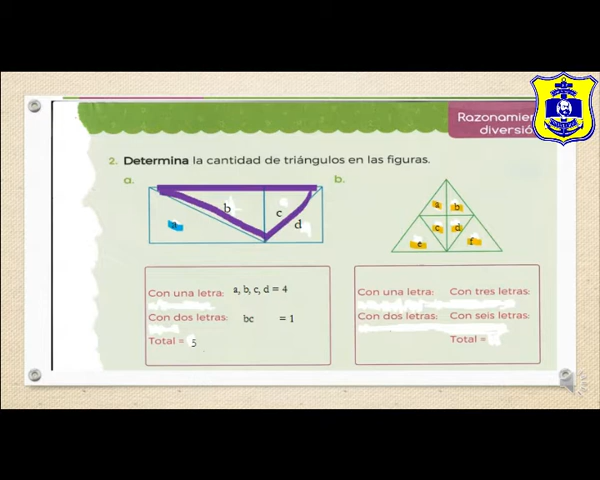 Razonamien
diversió
2. Determina la cantidad de triángulos en las figuras.
a.
b.
a
b
c
d
a b
c d
e f
Con una letra: a, b, c, d = 4
Con dos letras: bc = 1
Total = 5
Con una letra: Con tres letras:
Con dos letras: Con seis letras:
Total =